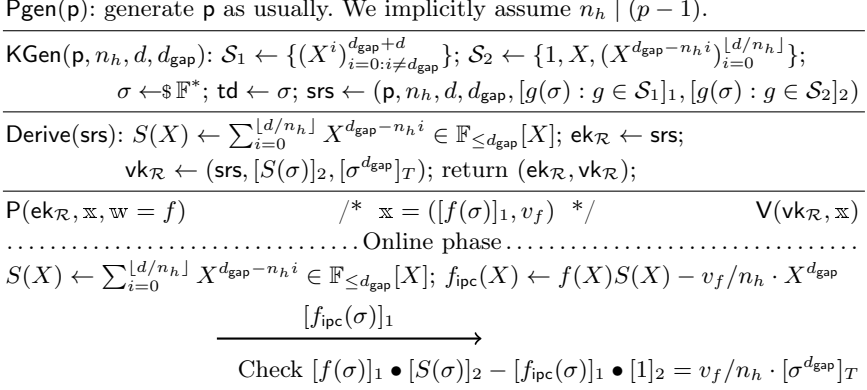 Pgen(p): generate p as usually. We implicitly assume n_h | (p − 1).
KGen(p, n_h, d, d_gap): S_1 ← {(X^i)_{i=0:i≠d_gap}^{d_gap+d}}; S_2 ← {1, X, (X^{d_gap−n_h i})_{i=0}^{⌊d/n_h⌋}};
σ ←$ 𝔽*; td ← σ; srs ← (p, n_h, d, d_gap, [g(σ) : g ∈ S_1]_1, [g(σ) : g ∈ S_2]_2)
Derive(srs): S(X) ← ∑_{i=0}^{⌊d/n_h⌋} X^{d_gap−n_h i} ∈ 𝔽_{≤d_gap}[X]; ek_R ← srs;
vk_R ← (srs, [S(σ)]_2, [σ^{d_gap}]_T); return (ek_R, vk_R);
P(ek_R, 𝕩, 𝕨 = f) /* 𝕩 = ([f(σ)]_1, v_f) */ V(vk_R, 𝕩)
Online phase
S(X) ← ∑_{i=0}^{⌊d/n_h⌋} X^{d_gap−n_h i} ∈ 𝔽_{≤d_gap}[X]; f_ipc(X) ← f(X)S(X) − v_f/n_h · X^{d_gap}
[f_ipc(σ)]_1
Check [f(σ)]_1 • [S(σ)]_2 − [f_ipc(σ)]_1 • [1]_2 = v_f/n_h · [σ^{d_gap}]_T